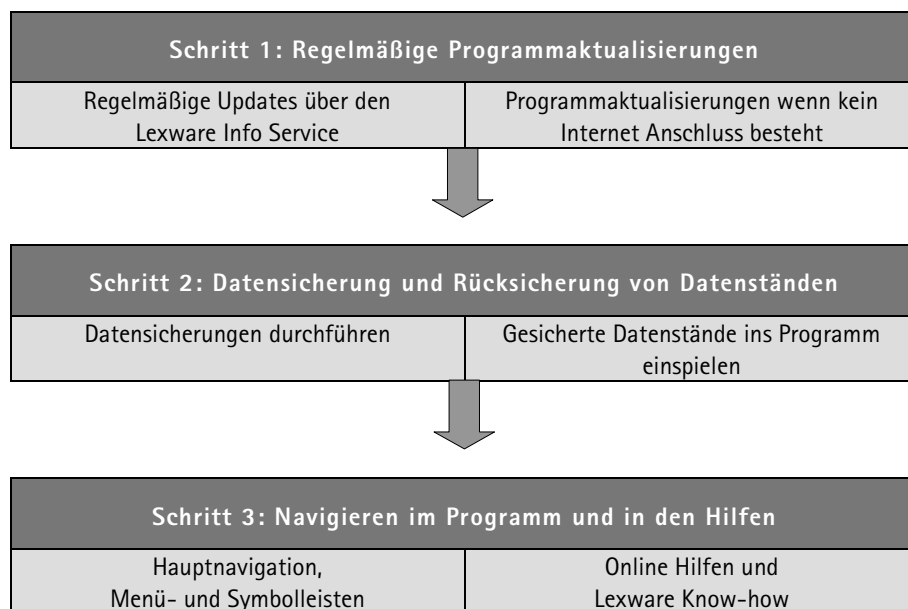 Schritt 1: Regelmäßige Programmaktualisierungen
Regelmäßige Updates über den
Lexware Info Service
Programmaktualisierungen wenn kein
Internet Anschluss besteht
Schritt 2: Datensicherung und Rücksicherung von Datenständen
Datensicherungen durchführen
Gesicherte Datenstände ins Programm
einspielen
Schritt 3: Navigieren im Programm und in den Hilfen
Hauptnavigation,
Menü- und Symbolleisten
Online Hilfen und
Lexware Know-how